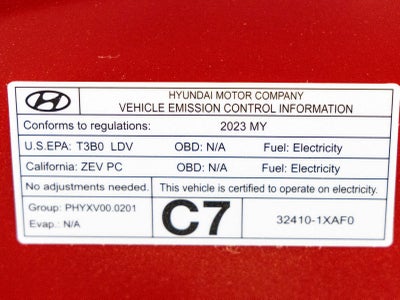 HYUNDAI MOTOR COMPANY
VEHICLE EMISSION CONTROL INFORMATION
Conforms to regulations: 2023 MY
U.S.EPA: T3B0 LDV OBD: N/A Fuel: Electricity
California: ZEV PC OBD: N/A Fuel: Electricity
No adjustments needed. This vehicle is certified to operate on electricity.
Group: PHYXV00.0201
Evap.: N/A
C7
32410-1XAF0